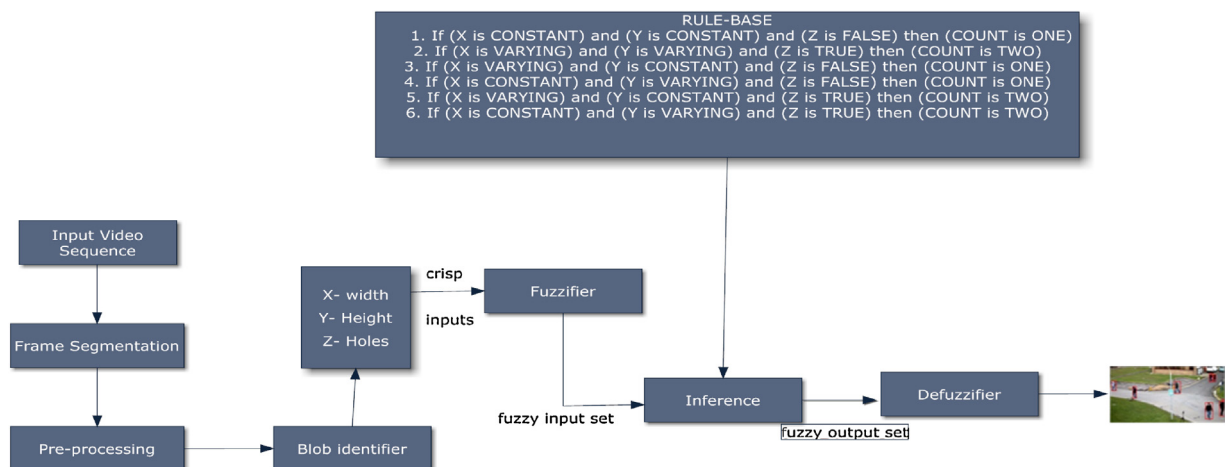 RULE-BASE
1. If (X is CONSTANT) and (Y is CONSTANT) and (Z is FALSE) then (COUNT is ONE)
2. If (X is VARYING) and (Y is VARYING) and (Z is TRUE) then (COUNT is TWO)
3. If (X is VARYING) and (Y is CONSTANT) and (Z is FALSE) then (COUNT is ONE)
4. If (X is CONSTANT) and (Y is VARYING) and (Z is FALSE) then (COUNT is ONE)
5. If (X is VARYING) and (Y is CONSTANT) and (Z is TRUE) then (COUNT is TWO)
6. If (X is CONSTANT) and (Y is VARYING) and (Z is TRUE) then (COUNT is TWO)
Input Video
Sequence
Frame Segmentation
Pre-processing
Blob identifier
X- width
Y- Height
Z- Holes
crisp
inputs
Fuzzifier
fuzzy input set
Inference
fuzzy output set
Defuzzifier